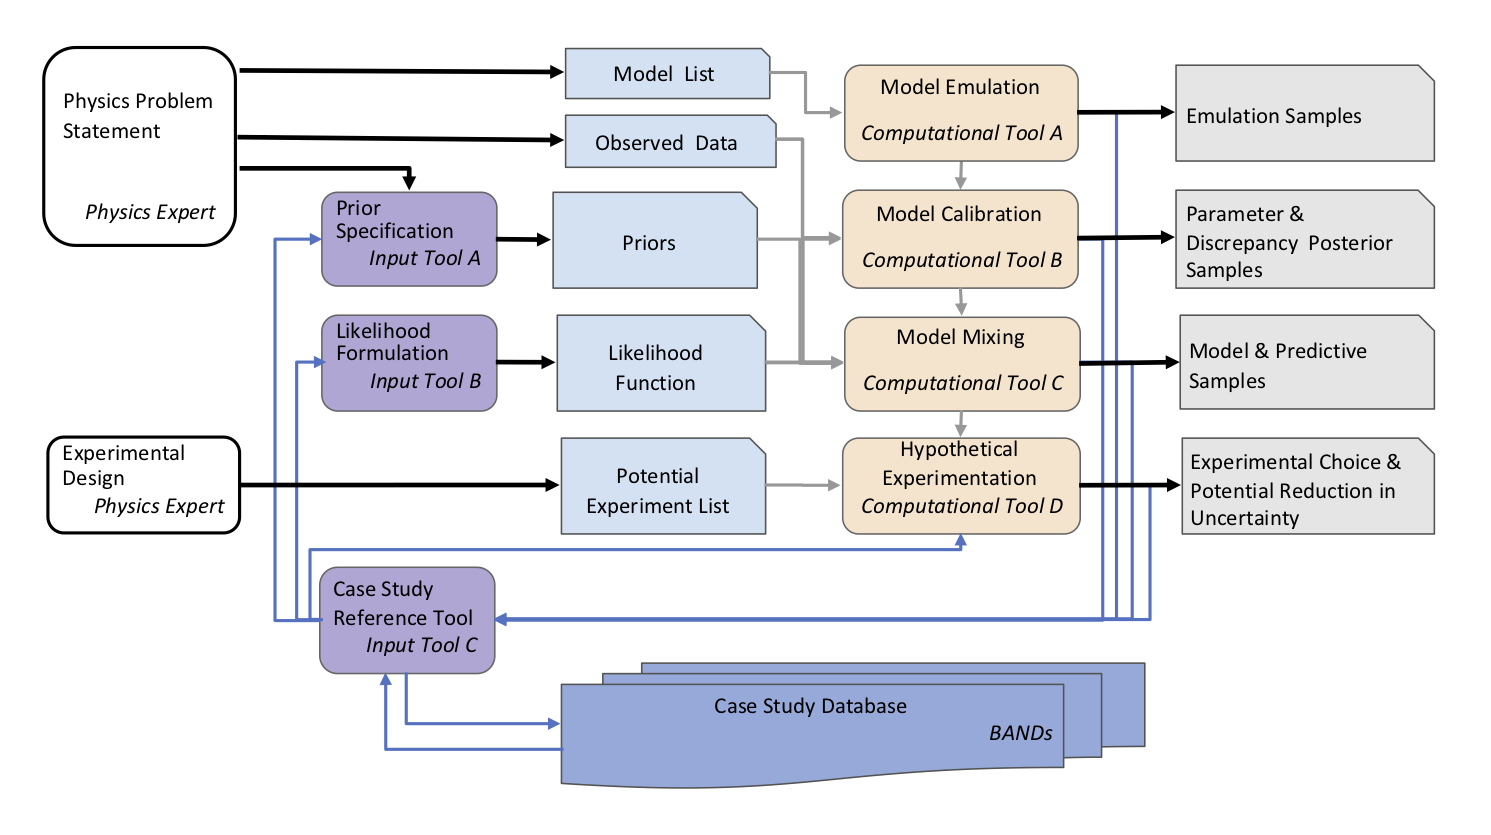 Physics Problem
Statement
Physics Expert
Model List
Observed Data
Prior
Specification
Input Tool A
Priors
Likelihood
Formulation
Input Tool B
Likelihood
Function
Experimental
Design
Physics Expert
Potential
Experiment List
Model Emulation
Computational Tool A
Model Calibration
Computational Tool B
Model Mixing
Computational Tool C
Hypothetical
Experimentation
Computational Tool D
Emulation Samples
Parameter &
Discrepancy Posterior
Samples
Model & Predictive
Samples
Experimental Choice &
Potential Reduction in
Uncertainty
Case Study
Reference Tool
Input Tool C
Case Study Database
BANDs